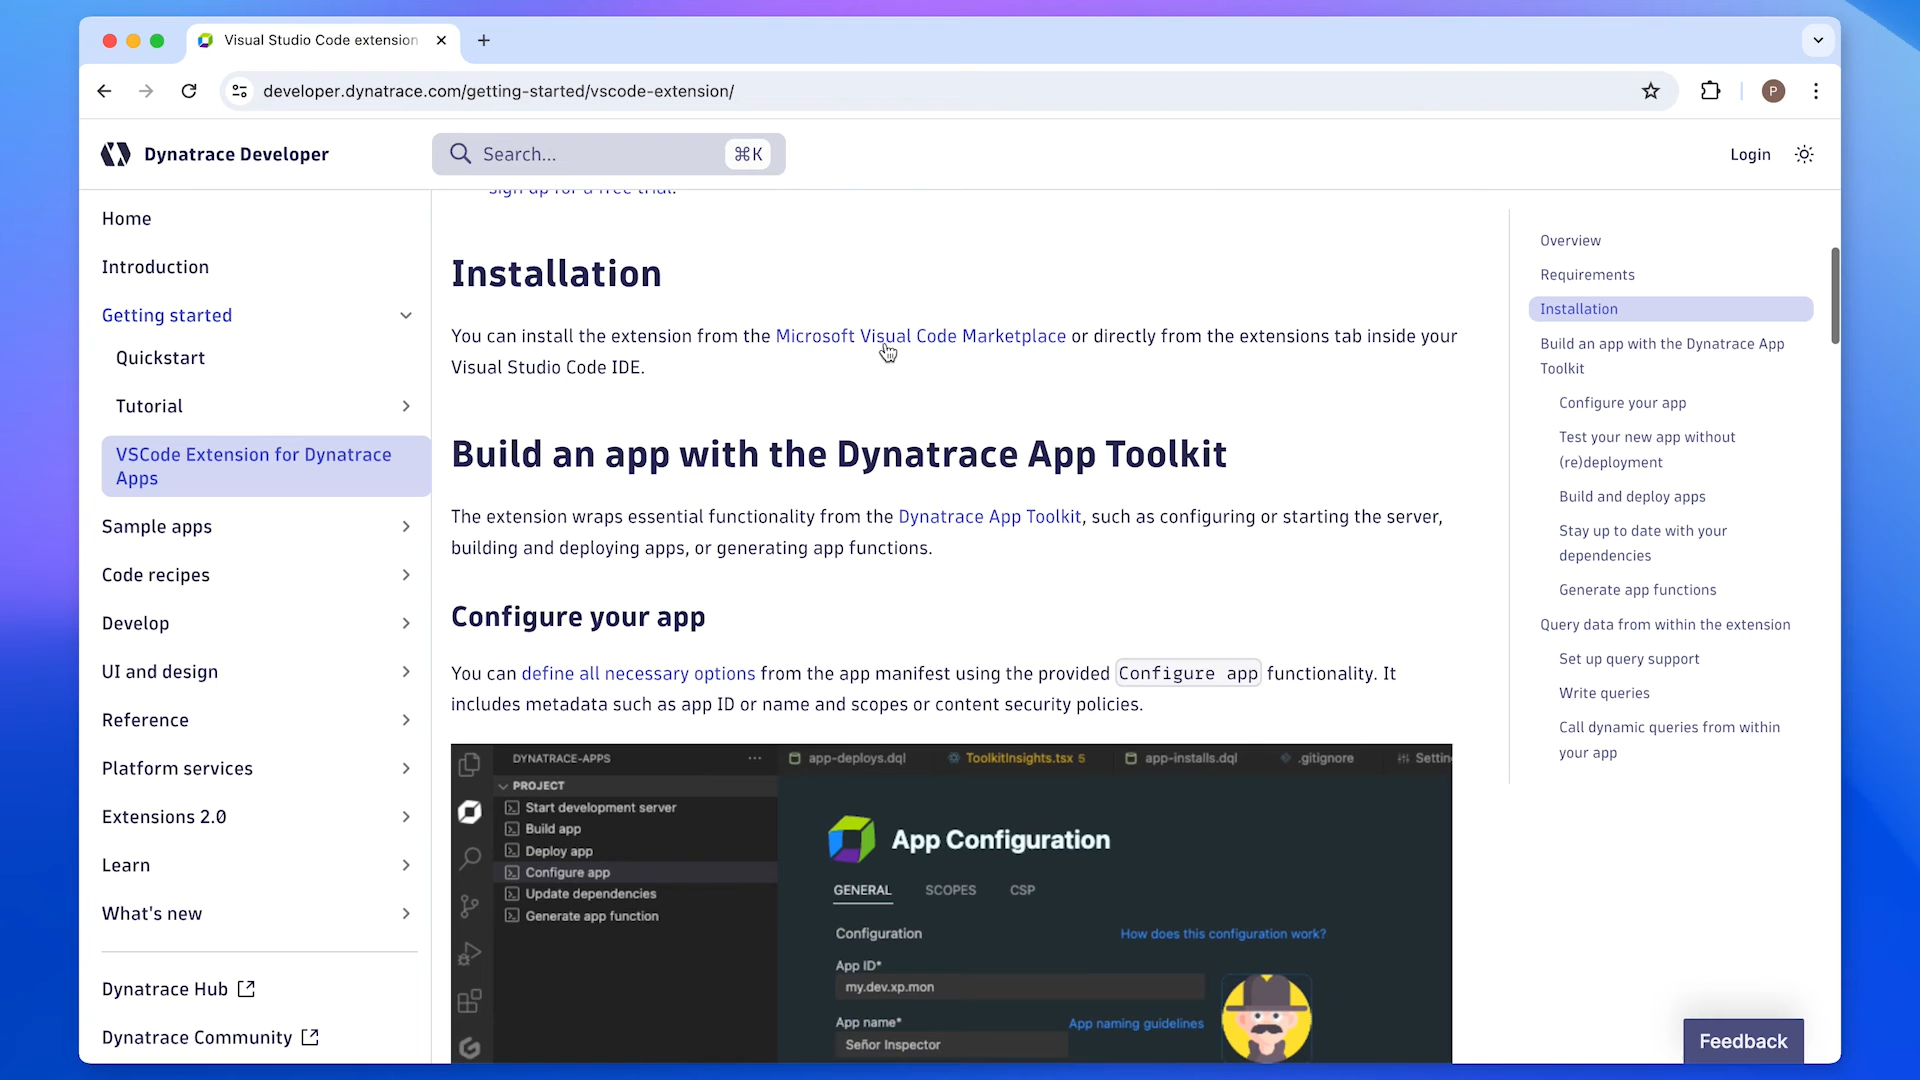 Visual Studio Code extension
developer.dynatrace.com/getting-started/vscode-extension/
P
Dynatrace Developer
Search...
⌘K
Login
Home
Introduction
Getting started
Quickstart
Tutorial
VSCode Extension for Dynatrace
Apps
Sample apps
Code recipes
Develop
UI and design
Reference
Platform services
Extensions 2.0
Learn
What's new
Dynatrace Hub
Dynatrace Community
sign up for a free trial.
Installation
You can install the extension from the Microsoft Visual Code Marketplace or directly from the extensions tab inside your
Visual Studio Code IDE.
Build an app with the Dynatrace App Toolkit
The extension wraps essential functionality from the Dynatrace App Toolkit, such as configuring or starting the server,
building and deploying apps, or generating app functions.
Configure your app
You can define all necessary options from the app manifest using the provided Configure app functionality. It
includes metadata such as app ID or name and scopes or content security policies.
DYNATRACE-APPS
PROJECT
Start development server
Build app
Deploy app
Configure app
Update dependencies
Generate app function
app-deploys.dql
ToolkitInsights.tsx 5
app-installs.dql
.gitignore
Settin
App Configuration
GENERAL
SCOPES
CSP
Configuration
How does this configuration work?
App ID*
my.dev.xp.mon
App name*
App naming guidelines
Señor Inspector
Overview
Requirements
Installation
Build an app with the Dynatrace App
Toolkit
Configure your app
Test your new app without
(re)deployment
Build and deploy apps
Stay up to date with your
dependencies
Generate app functions
Query data from within the extension
Set up query support
Write queries
Call dynamic queries from within
your app
Feedback